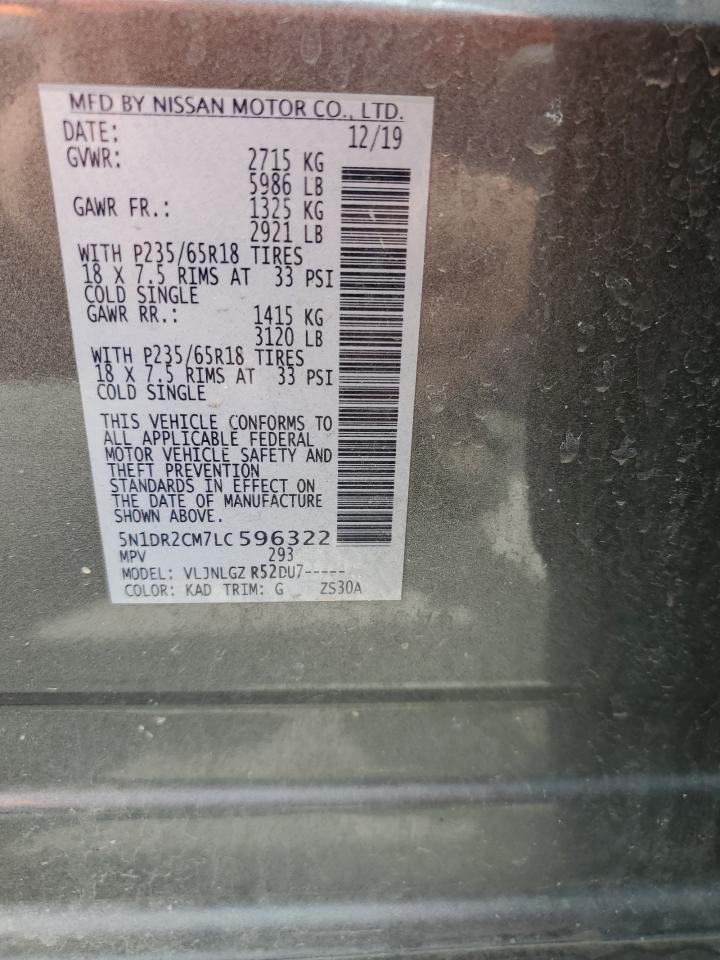 MFD BY NISSAN MOTOR CO., LTD.
DATE: 12/19
GVWR: 2715 KG
5986 LB
GAWR FR.: 1325 KG
2921 LB
WITH P235/65R18 TIRES
18 X 7.5 RIMS AT 33 PSI
COLD SINGLE
GAWR RR.: 1415 KG
3120 LB
WITH P235/65R18 TIRES
18 X 7.5 RIMS AT 33 PSI
COLD SINGLE
THIS VEHICLE CONFORMS TO
ALL APPLICABLE FEDERAL
MOTOR VEHICLE SAFETY AND
THEFT PREVENTION
STANDARDS IN EFFECT ON
THE DATE OF MANUFACTURE
SHOWN ABOVE.
5N1DR2CM7LC596322
MPV 293
MODEL: VLJNLGZ R52DU7-----
COLOR: KAD TRIM: G ZS30A